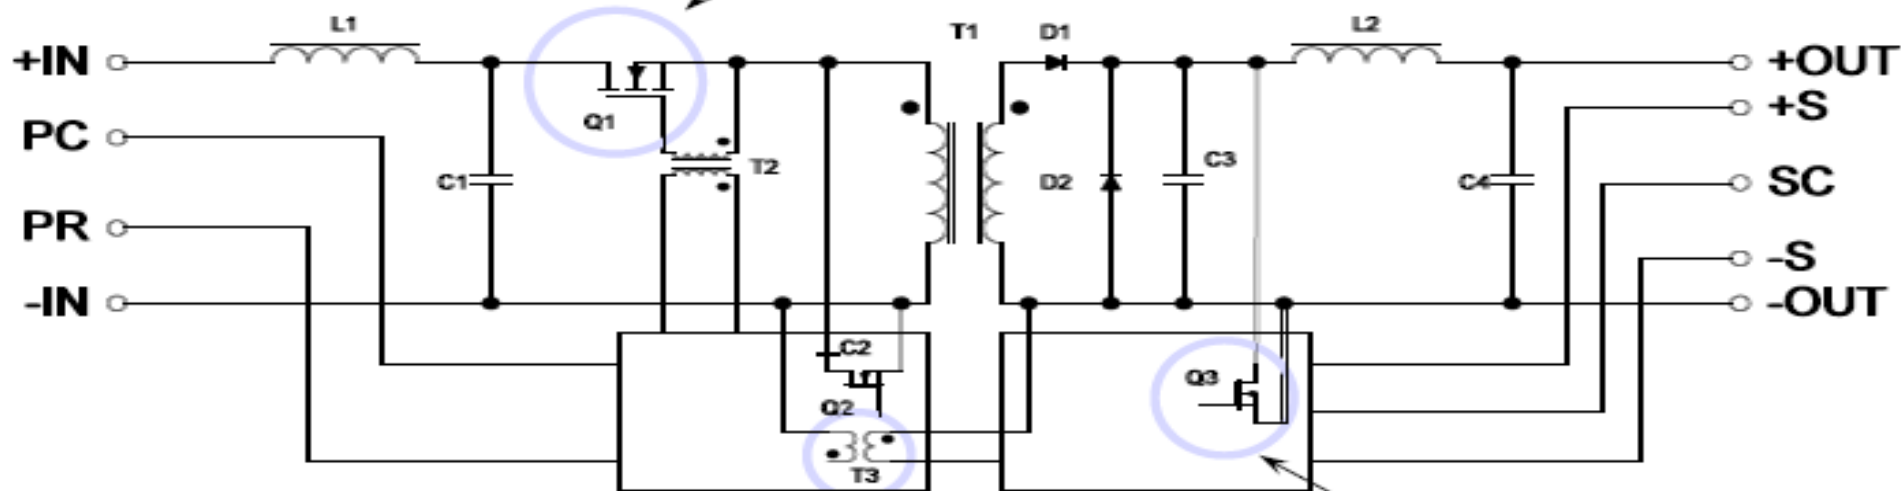 L1
T1
D1
L2
+IN
+OUT
+S
Q1
PC
T2
C3
C1
D2
C4
SC
PR
-S
-IN
-OUT
C2
Q3
Q2
T3